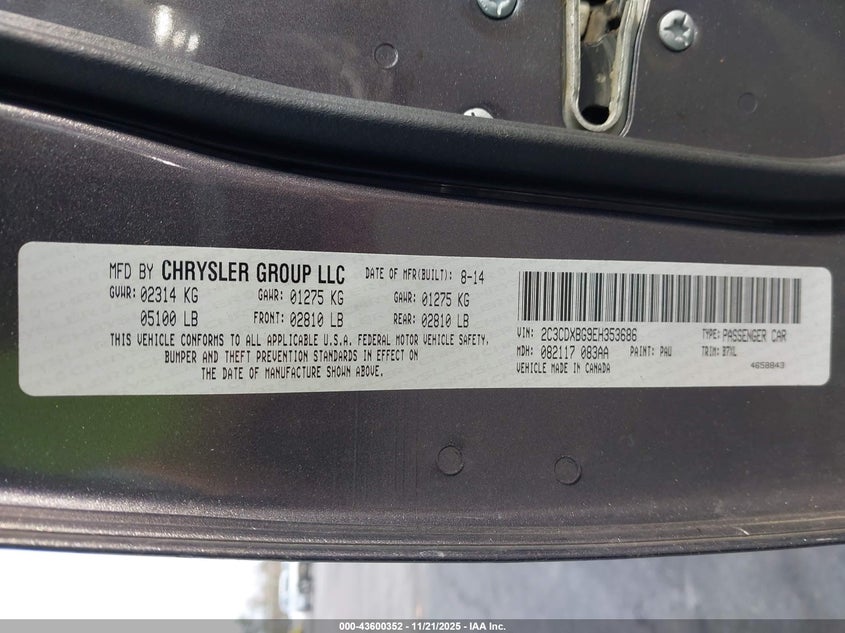 MFD BY CHRYSLER GROUP LLC DATE OF MFR(BUILT): 8-14
GVWR: 02314 KG GAWR: 01275 KG GAWR: 01275 KG
05100 LB FRONT: 02810 LB REAR: 02810 LB
THIS VEHICLE CONFORMS TO ALL APPLICABLE U.S.A. FEDERAL MOTOR VEHICLE SAFETY,
BUMPER AND THEFT PREVENTION STANDARDS IN EFFECT ON
THE DATE OF MANUFACTURE SHOWN ABOVE.
VIN: 2C3CDXBG9EH353686 TYPE: PASSENGER CAR
MDH: 082117 083AA PAINT: PAU TRIM: B7XL
VEHICLE MADE IN CANADA 4658843
000-43600352 - 11/21/2025 - IAA, Inc.